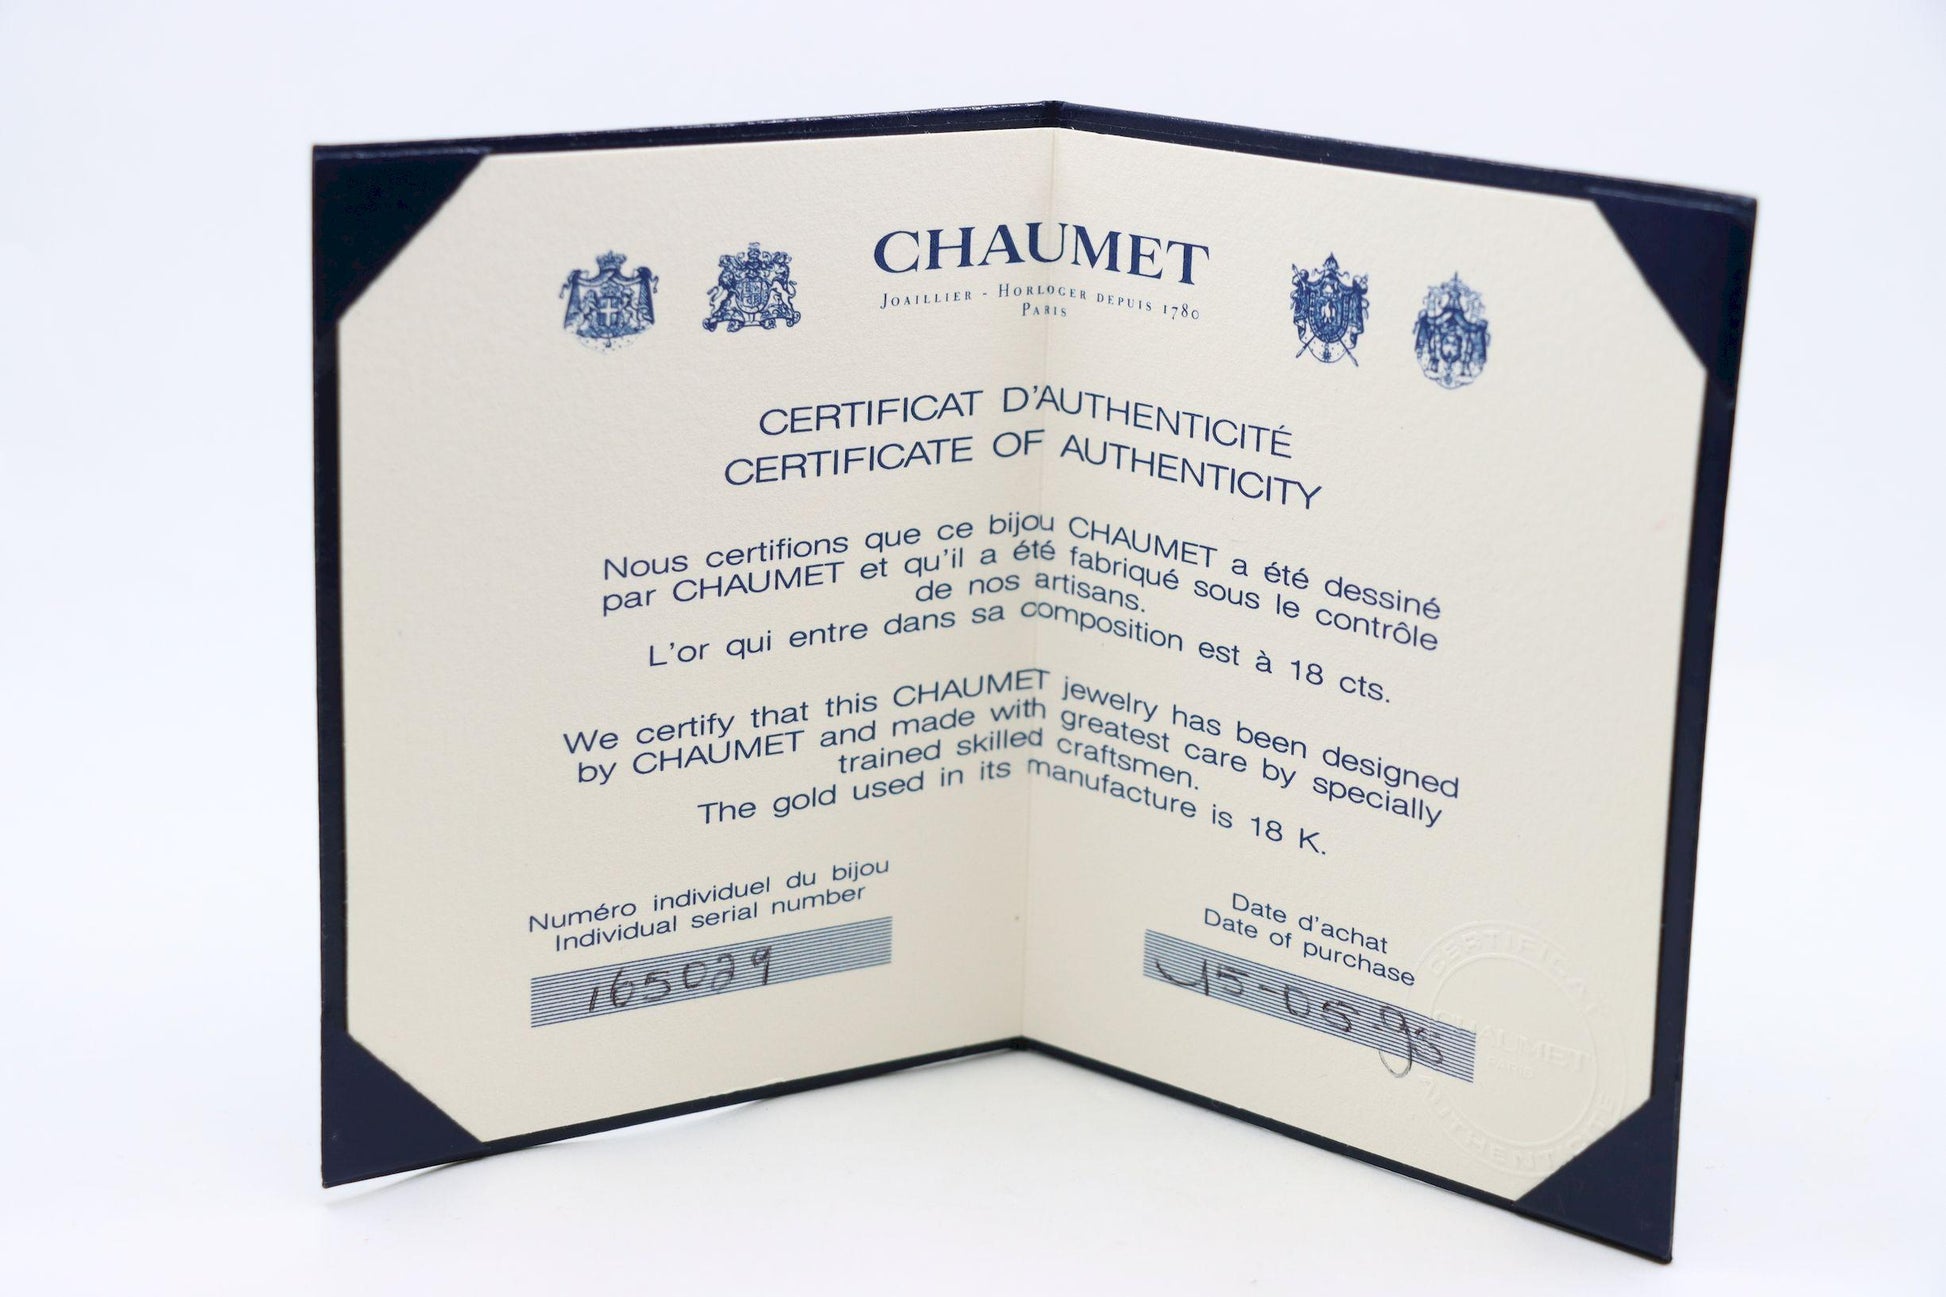 CHAUMET
JOAILLIER - HORLOGER DEPUIS 1780
PARIS
CERTIFICAT D'AUTHENTICITÉ
CERTIFICATE OF AUTHENTICITY
Nous certifions que ce bijou CHAUMET a été dessiné
par CHAUMET et qu'il a été fabriqué sous le contrôle
de nos artisans.
L'or qui entre dans sa composition est à 18 cts.
We certify that this CHAUMET jewelry has been designed
by CHAUMET and made with greatest care by specially
trained skilled craftsmen.
The gold used in its manufacture is 18 K.
Numéro individuel du bijou
Individual serial number
165029
Date d'achat
Date of purchase
CHAUMET
PARIS